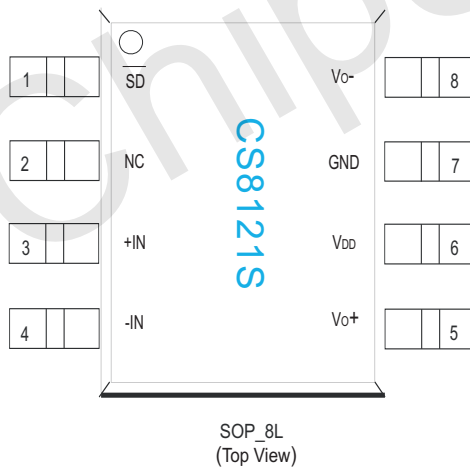 Chips
1 S̅D̅ Vo- 8
2 NC GND 7
3 +IN VDD 6
4 -IN Vo+ 5
CS8121S
SOP_8L
(Top View)